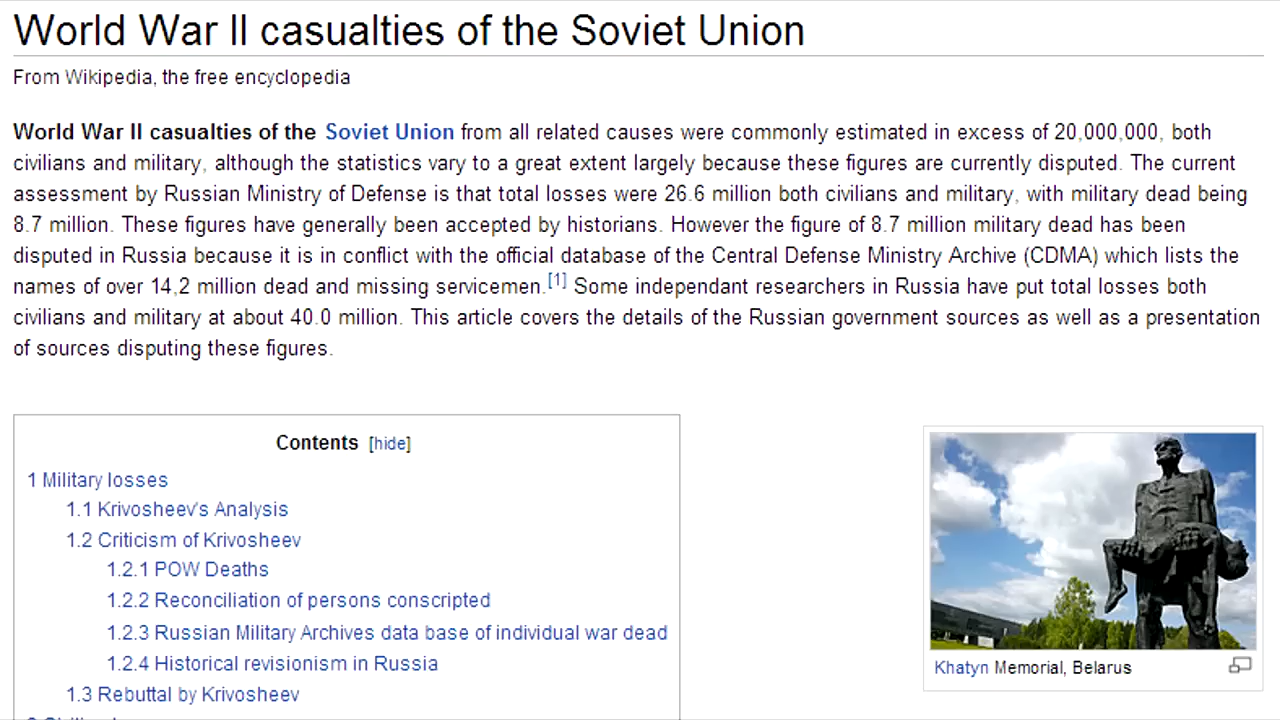 World War II casualties of the Soviet Union
From Wikipedia, the free encyclopedia
World War II casualties of the Soviet Union from all related causes were commonly estimated in excess of 20,000,000, both
civilians and military, although the statistics vary to a great extent largely because these figures are currently disputed. The current
assessment by Russian Ministry of Defense is that total losses were 26.6 million both civilians and military, with military dead being
8.7 million. These figures have generally been accepted by historians. However the figure of 8.7 million military dead has been
disputed in Russia because it is in conflict with the official database of the Central Defense Ministry Archive (CDMA) which lists the
names of over 14,2 million dead and missing servicemen.[1] Some independant researchers in Russia have put total losses both
civilians and military at about 40.0 million. This article covers the details of the Russian government sources as well as a presentation
of sources disputing these figures.
Contents [hide]
1 Military losses
1.1 Krivosheev's Analysis
1.2 Criticism of Krivosheev
1.2.1 POW Deaths
1.2.2 Reconciliation of persons conscripted
1.2.3 Russian Military Archives data base of individual war dead
1.2.4 Historical revisionism in Russia
1.3 Rebuttal by Krivosheev
Khatyn Memorial, Belarus